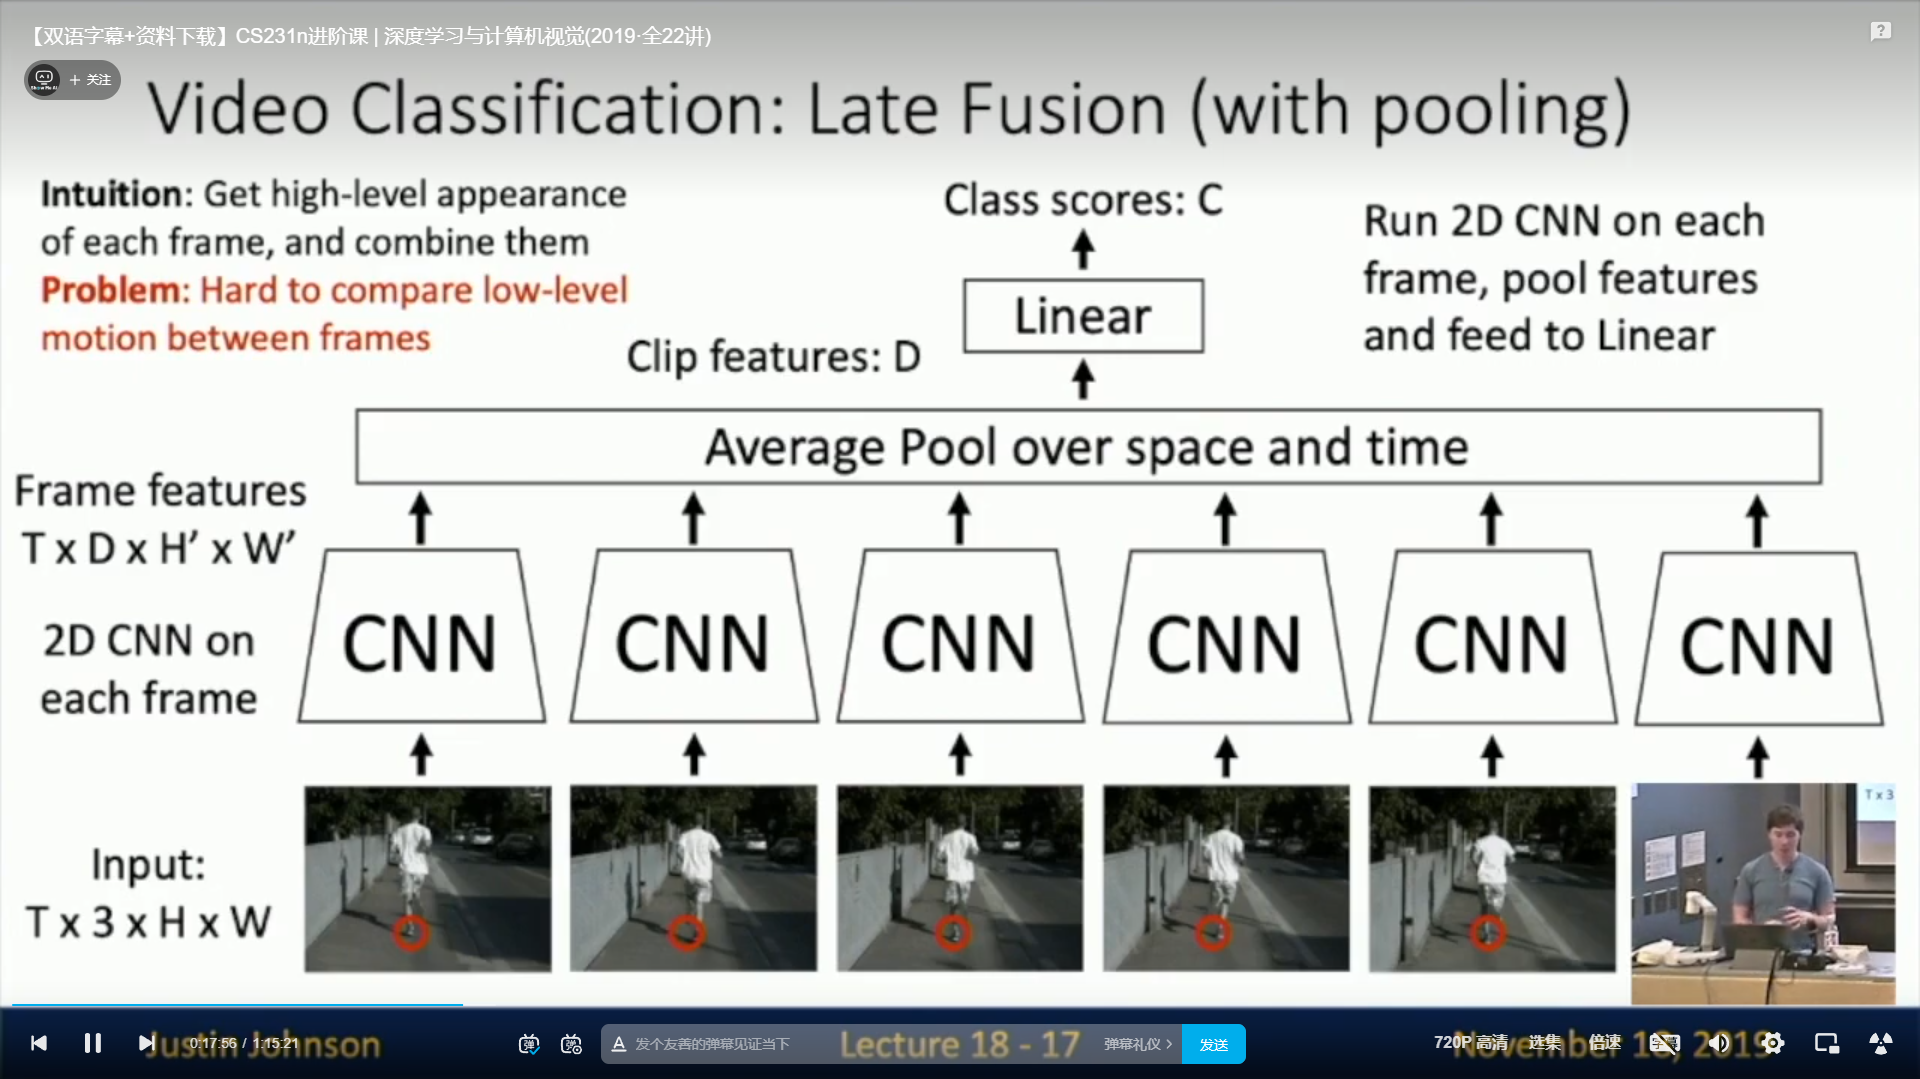 【双语字幕+资料下载】CS231n进阶课 | 深度学习与计算机视觉(2019·全22讲)
+ 关注
Video Classification: Late Fusion (with pooling)
Intuition: Get high-level appearance
of each frame, and combine them
Problem: Hard to compare low-level
motion between frames
Class scores: C
Linear
Clip features: D
Run 2D CNN on each
frame, pool features
and feed to Linear
Average Pool over space and time
Frame features
T x D x H’ x W’
2D CNN on
each frame
CNN
CNN
CNN
CNN
CNN
CNN
Input:
T x 3 x H x W
T x 3
Justin Johnson
0:17:56 / 1:15:21
弹
弹
A 发个友善的弹幕见证当下
Lecture 18 - 17
弹幕礼仪 >
发送
720P 高清
选集
倍速
字幕
November 18, 2019